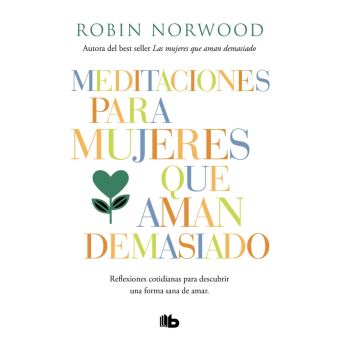 ROBIN NORWOOD
Autora del best seller Las mujeres que aman demasiado
MEDITACIONES
PARA
MUJERES
QUE
AMAN
DEMASIADO
Reflexiones cotidianas para descubrir
una forma sana de amar.
b